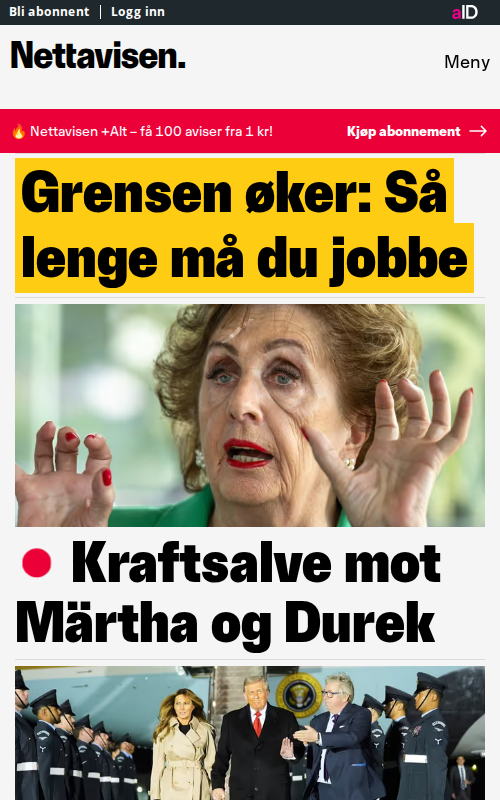 Bli abonnent | Logg inn
aID
Nettavisen.
Meny
🔥 Nettavisen +Alt – få 100 aviser fra 1 kr!
Kjøp abonnement →
Grensen øker: Så
lenge må du jobbe
Kraftsalve mot
Märtha og Durek